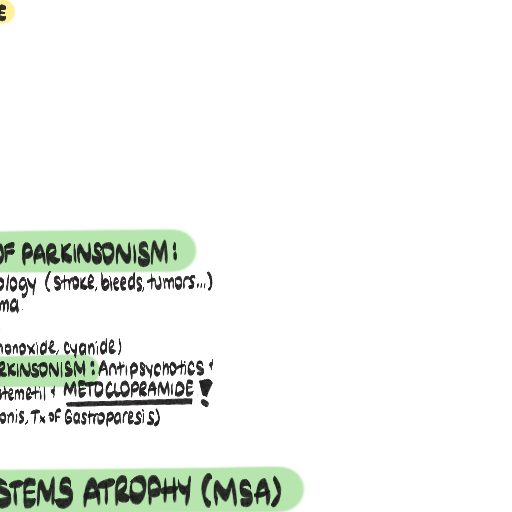 E
OF PARKINSONISM:
ology (stroke, bleeds, tumors...)
ma
monoxide, cyanide)
RKINSONISM: Antipsychotics &
temetil & METOCLOPRAMIDE !
onis, Tx of Gastroparesis)
STEMS ATROPHY (MSA)